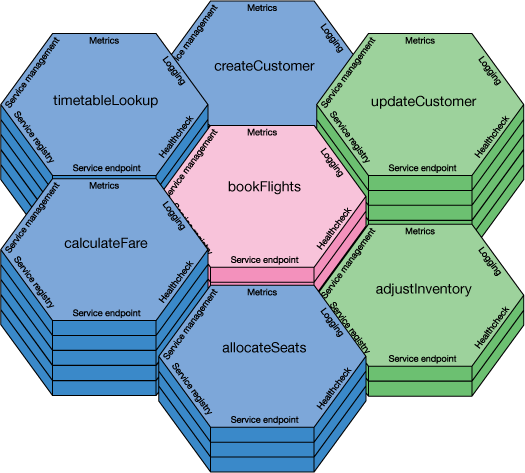 Service management
createCustomer
Logging
Service management
Metrics
Logging
timetableLookup
Service registry
Healthcheck
Service endpoint
Service management
Metrics
Logging
updateCustomer
Service registry
Healthcheck
Service endpoint
Service management
Metrics
Logging
bookFlights
Healthcheck
Service management
Metrics
Logging
calculateFare
Service registry
Healthcheck
Service endpoint
Service management
Metrics
Logging
adjustInventory
Service registry
Healthcheck
Service endpoint
Service management
Metrics
Logging
allocateSeats
Service registry
Healthcheck
Service endpoint